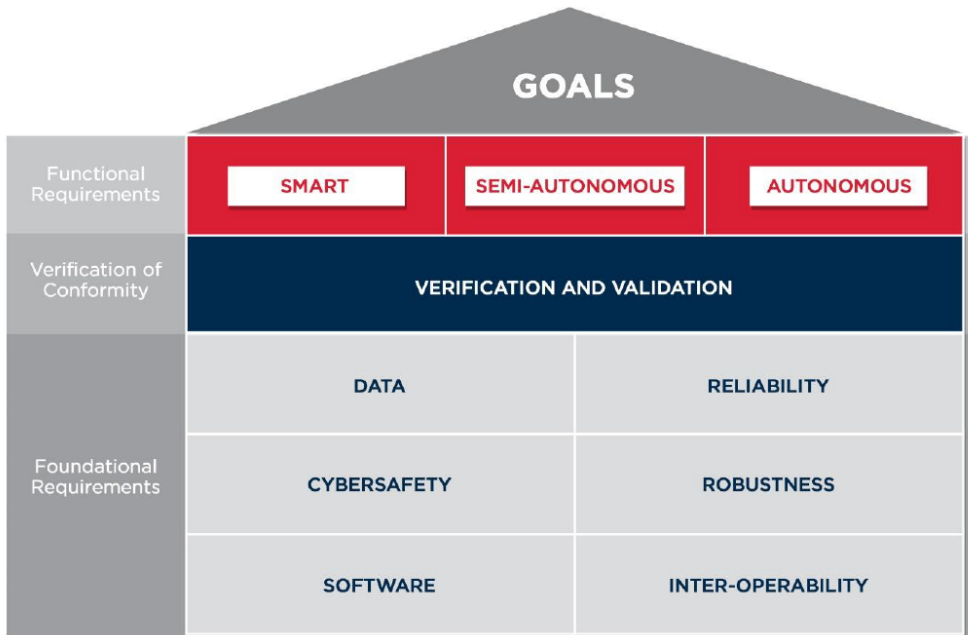 GOALS
Functional
Requirements
SMART
SEMI-AUTONOMOUS
AUTONOMOUS
Verification of
Conformity
VERIFICATION AND VALIDATION
Foundational
Requirements
DATA
RELIABILITY
CYBERSAFETY
ROBUSTNESS
SOFTWARE
INTER-OPERABILITY